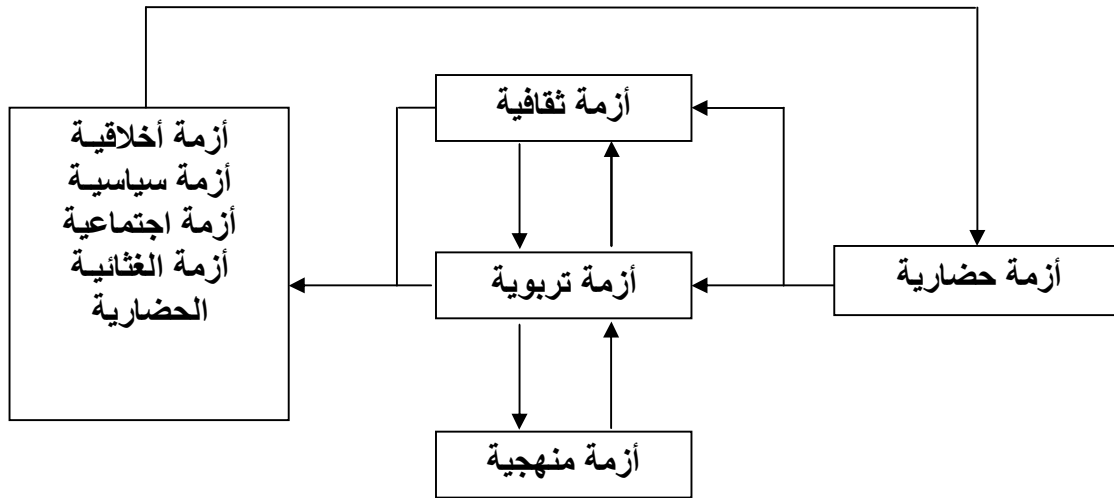 أزمة ثقافية
أزمة أخلاقية
أزمة سياسية
أزمة اجتماعية
أزمة الغثائية
الحضارية
أزمة تربوية
أزمة حضارية
أزمة منهجية